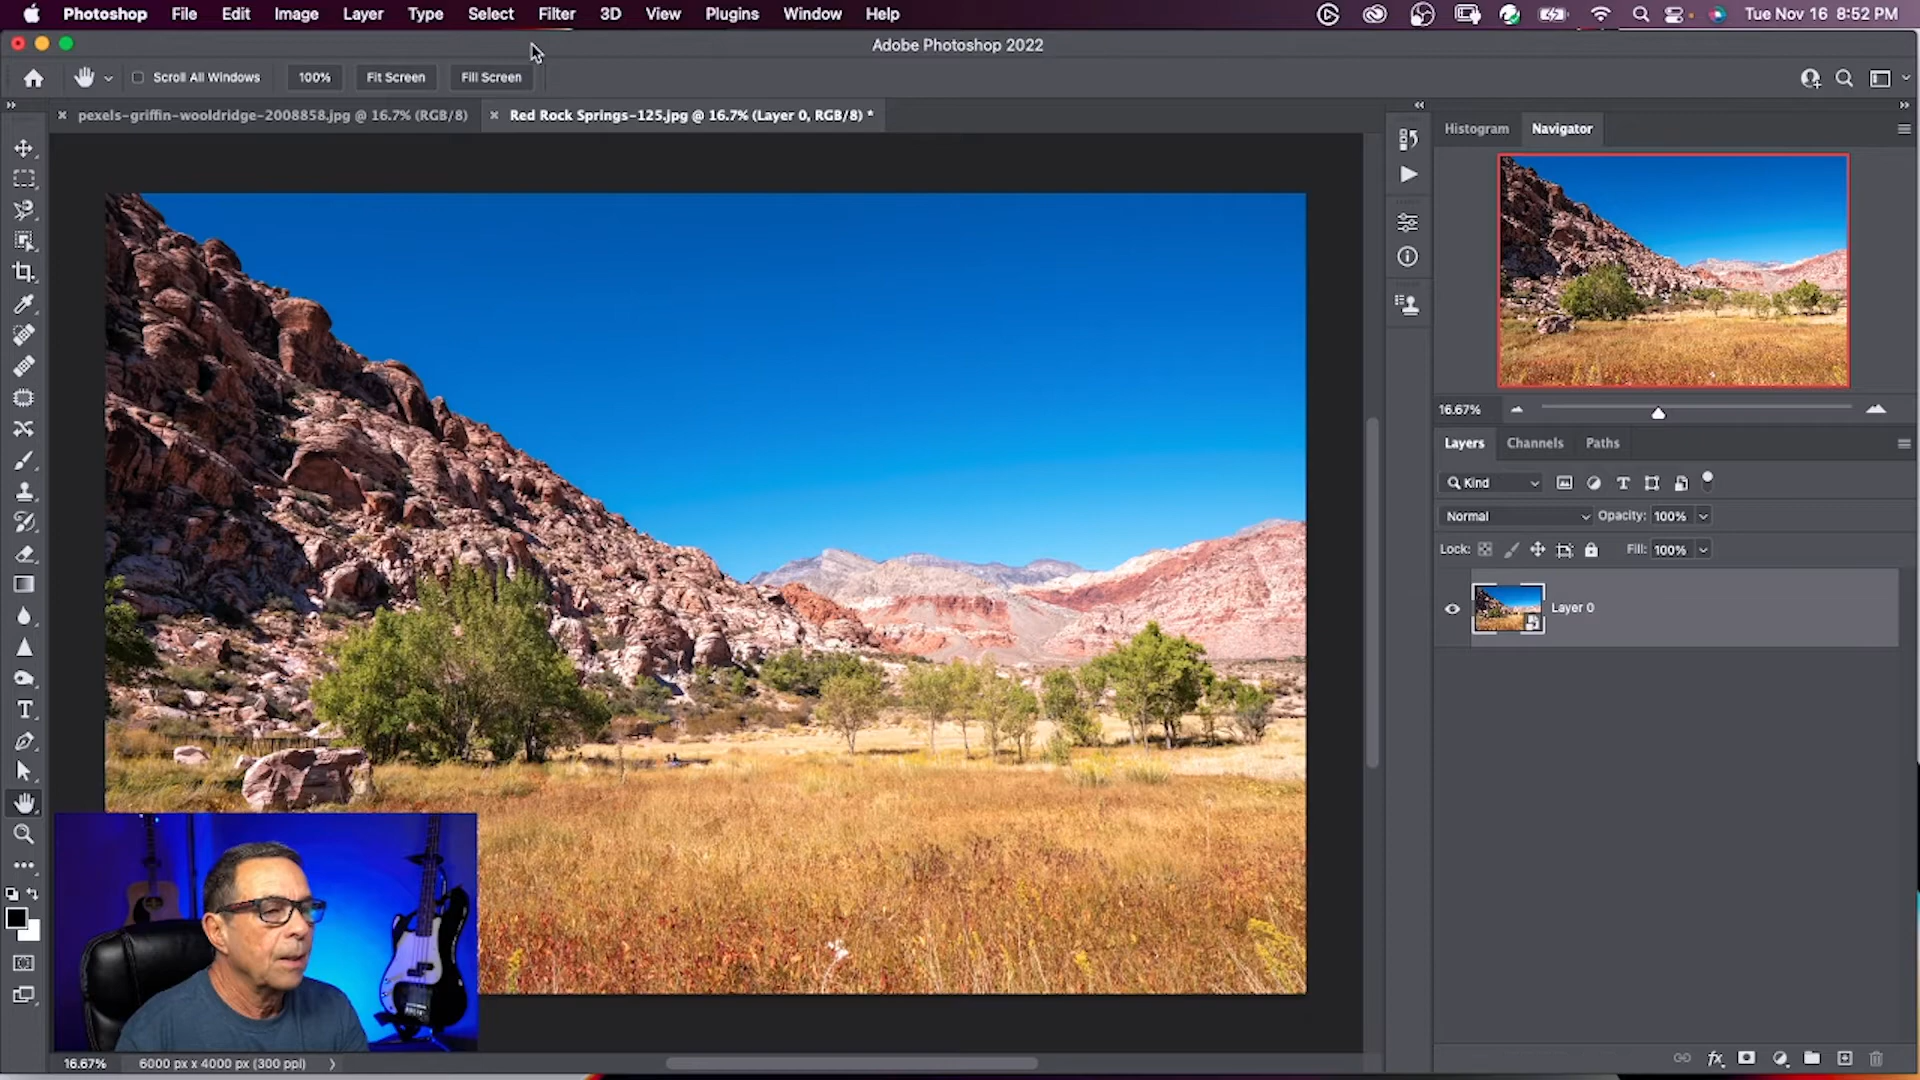 Photoshop File Edit Image Layer Type Select Filter 3D View Plugins Window Help Tue Nov 16 8:52 PM
Adobe Photoshop 2022
Scroll All Windows 100% Fit Screen Fill Screen
pexels-griffin-wooldridge-2008858.jpg @ 16.7% (RGB/8) Red Rock Springs-125.jpg @ 16.7% (Layer 0, RGB/8) *
Histogram Navigator
16.67%
Layers Channels Paths
Kind
Normal Opacity: 100%
Lock: Fill: 100%
Layer 0
16.67% 6000 px x 4000 px (300 ppi)
fx